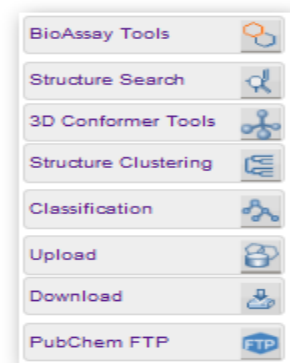 BioAssay Tools
Structure Search
3D Conformer Tools
Structure Clustering
Classification
Upload
Download
PubChem FTP
FTP